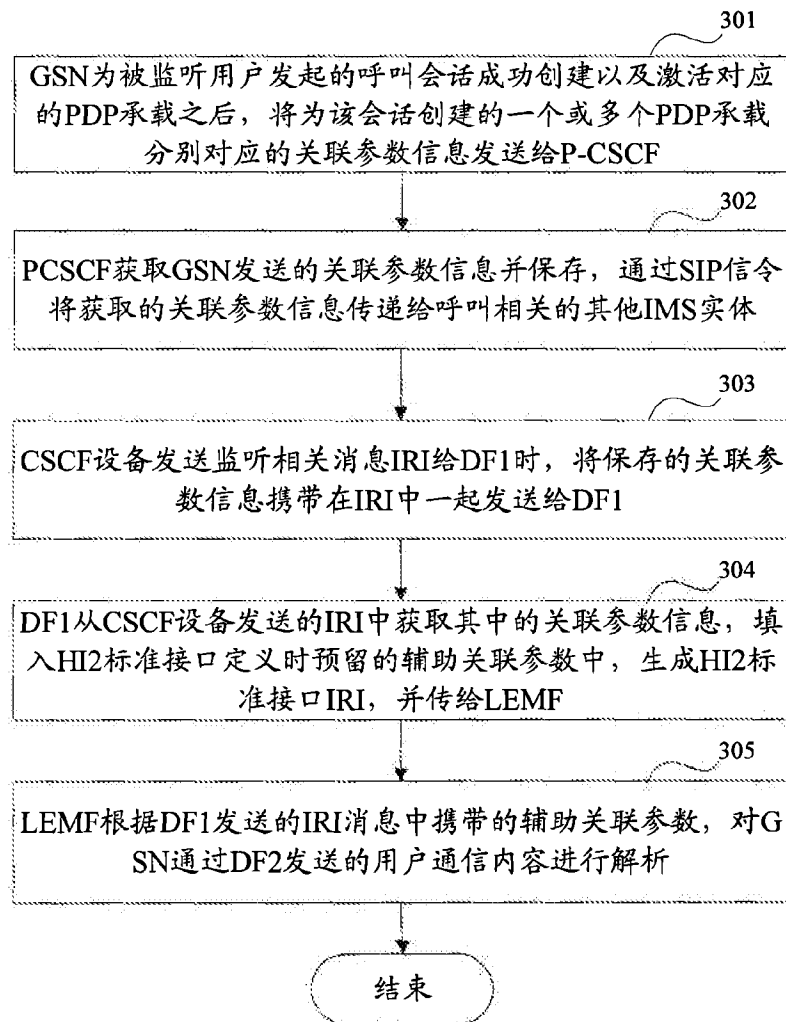 301
GSN为被监听用户发起的呼叫会话成功创建以及激活对应
的PDP承载之后，将为该会话创建的一个或多个PDP承载
分别对应的关联参数信息发送给P-CSCF
302
PCSCF获取GSN发送的关联参数信息并保存，通过SIP信令
将获取的关联参数信息传递给呼叫相关的其他IMS实体
303
CSCF设备发送监听相关消息IRI给DF1时，将保存的关联参
数信息携带在IRI中一起发送给DF1
304
DF1从CSCF设备发送的IRI中获取其中的关联参数信息，填
入HI2标准接口定义时预留的辅助关联参数中，生成HI2标
准接口IRI，并传给LEMF
305
LEMF根据DF1发送的IRI消息中携带的辅助关联参数，对G
SN通过DF2发送的用户通信内容进行解析
结束